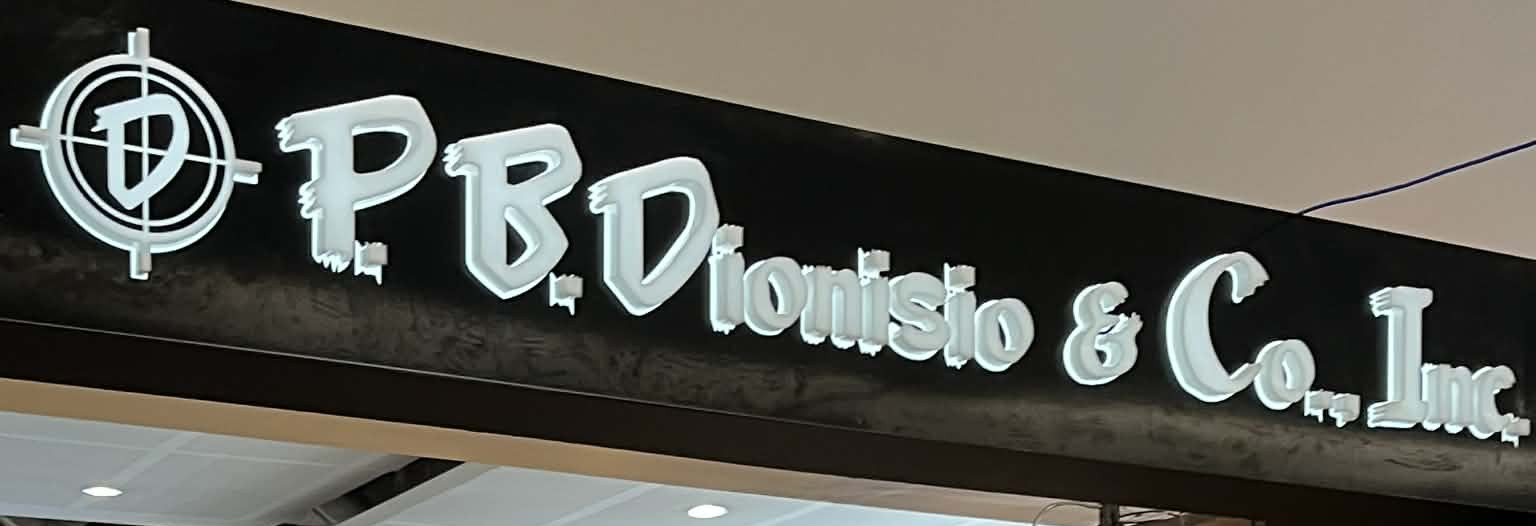 D P.B.Dionisio & Co., Inc.